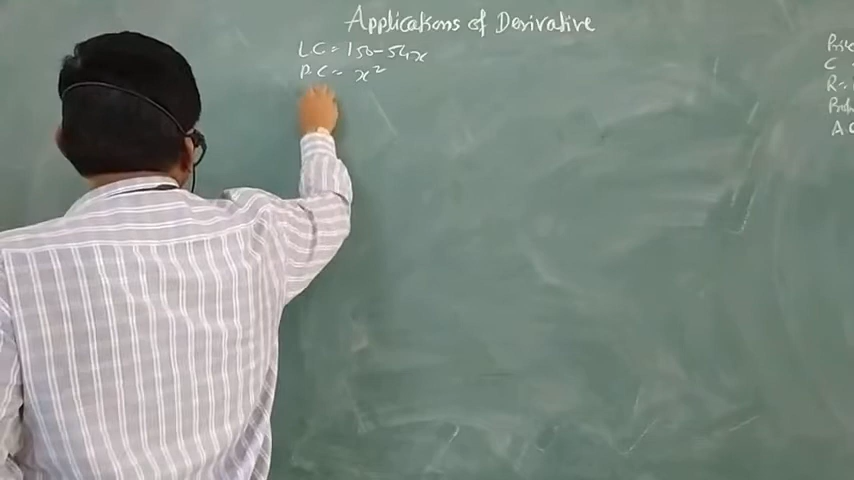 Applications of Derivative
L.C = 150 - 54x
P.C = x²
C
R =
A.C